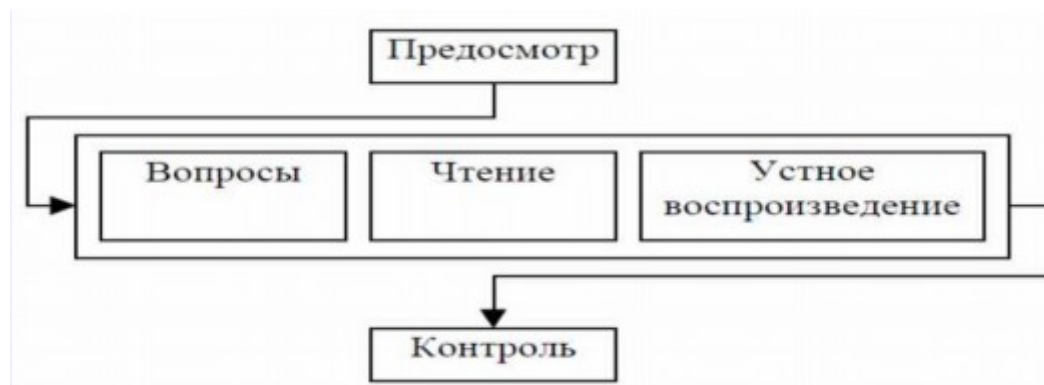 Предосмотр
Вопросы
Чтение
Устное
воспроизведение
Контроль